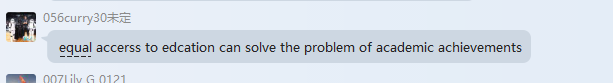 056curry30未定
equal accerss to edcation can solve the problem of academic achievements
007Lily G 0121